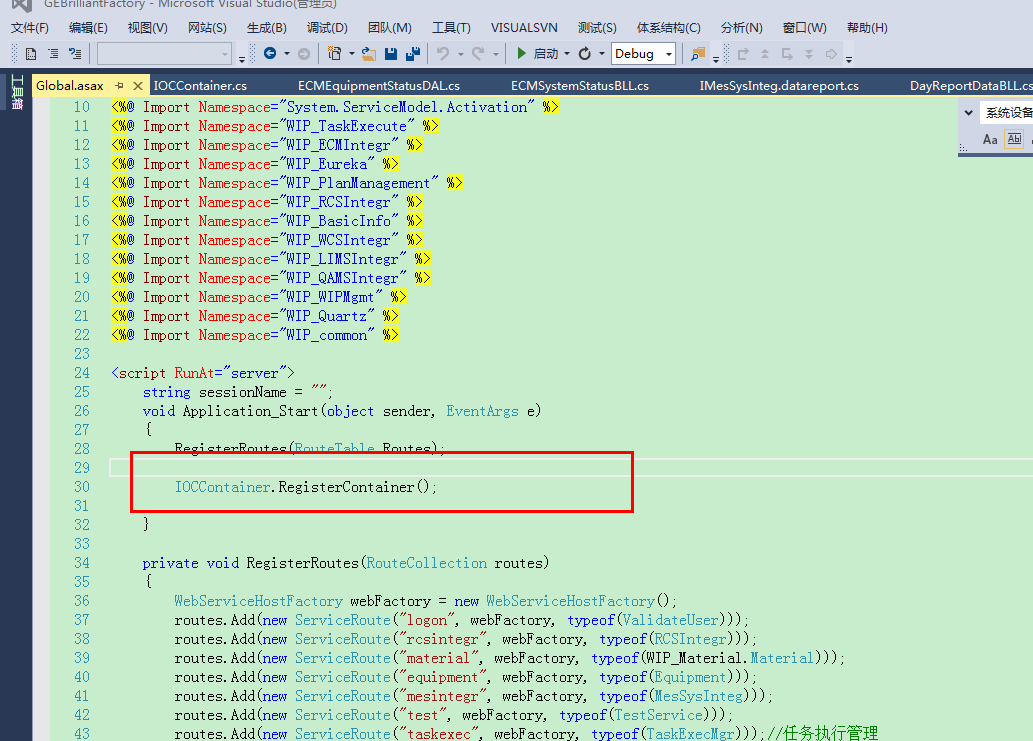 GEBrilliantFactory - Microsoft Visual Studio(管理员)
文件(F) 编辑(E) 视图(V) 网站(S) 生成(B) 调试(D) 团队(M) 工具(T) VISUALSVN 测试(S) 体系结构(C) 分析(N) 窗口(W) 帮助(H)
启动 Debug
工具箱
Global.asax IOCContainer.cs ECMEquipmentStatusDAL.cs ECMSystemStatusBLL.cs IMesSysInteg.datareport.cs DayReportDataBLL.cs
系统设备
Aa Ab
10 <%@ Import Namespace="System.ServiceModel.Activation" %>
11 <%@ Import Namespace="WIP_TaskExecute" %>
12 <%@ Import Namespace="WIP_ECMIntegr" %>
13 <%@ Import Namespace="WIP_Eureka" %>
14 <%@ Import Namespace="WIP_PlanManagement" %>
15 <%@ Import Namespace="WIP_RCSIntegr" %>
16 <%@ Import Namespace="WIP_BasicInfo" %>
17 <%@ Import Namespace="WIP_WCSIntegr" %>
18 <%@ Import Namespace="WIP_LIMSIntegr" %>
19 <%@ Import Namespace="WIP_QAMSIntegr" %>
20 <%@ Import Namespace="WIP_WIPMgmt" %>
21 <%@ Import Namespace="WIP_Quartz" %>
22 <%@ Import Namespace="WIP_common" %>
23
24 <script RunAt="server">
25 string sessionName = "";
26 void Application_Start(object sender, EventArgs e)
27 {
28 RegisterRoutes(RouteTable.Routes);
29
30 IOCContainer.RegisterContainer();
31
32 }
33
34 private void RegisterRoutes(RouteCollection routes)
35 {
36 WebServiceHostFactory webFactory = new WebServiceHostFactory();
37 routes.Add(new ServiceRoute("logon", webFactory, typeof(ValidateUser)));
38 routes.Add(new ServiceRoute("rcsintegr", webFactory, typeof(RCSIntegr)));
39 routes.Add(new ServiceRoute("material", webFactory, typeof(WIP_Material.Material)));
40 routes.Add(new ServiceRoute("equipment", webFactory, typeof(Equipment)));
41 routes.Add(new ServiceRoute("mesintegr", webFactory, typeof(MesSysInteg)));
42 routes.Add(new ServiceRoute("test", webFactory, typeof(TestService)));
43 routes.Add(new ServiceRoute("taskexec", webFactory, typeof(TaskExecMgr)));//任务执行管理